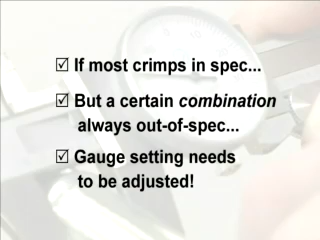 ☑ If most crimps in spec...
☑ But a certain combination
always out-of-spec...
☑ Gauge setting needs
to be adjusted!